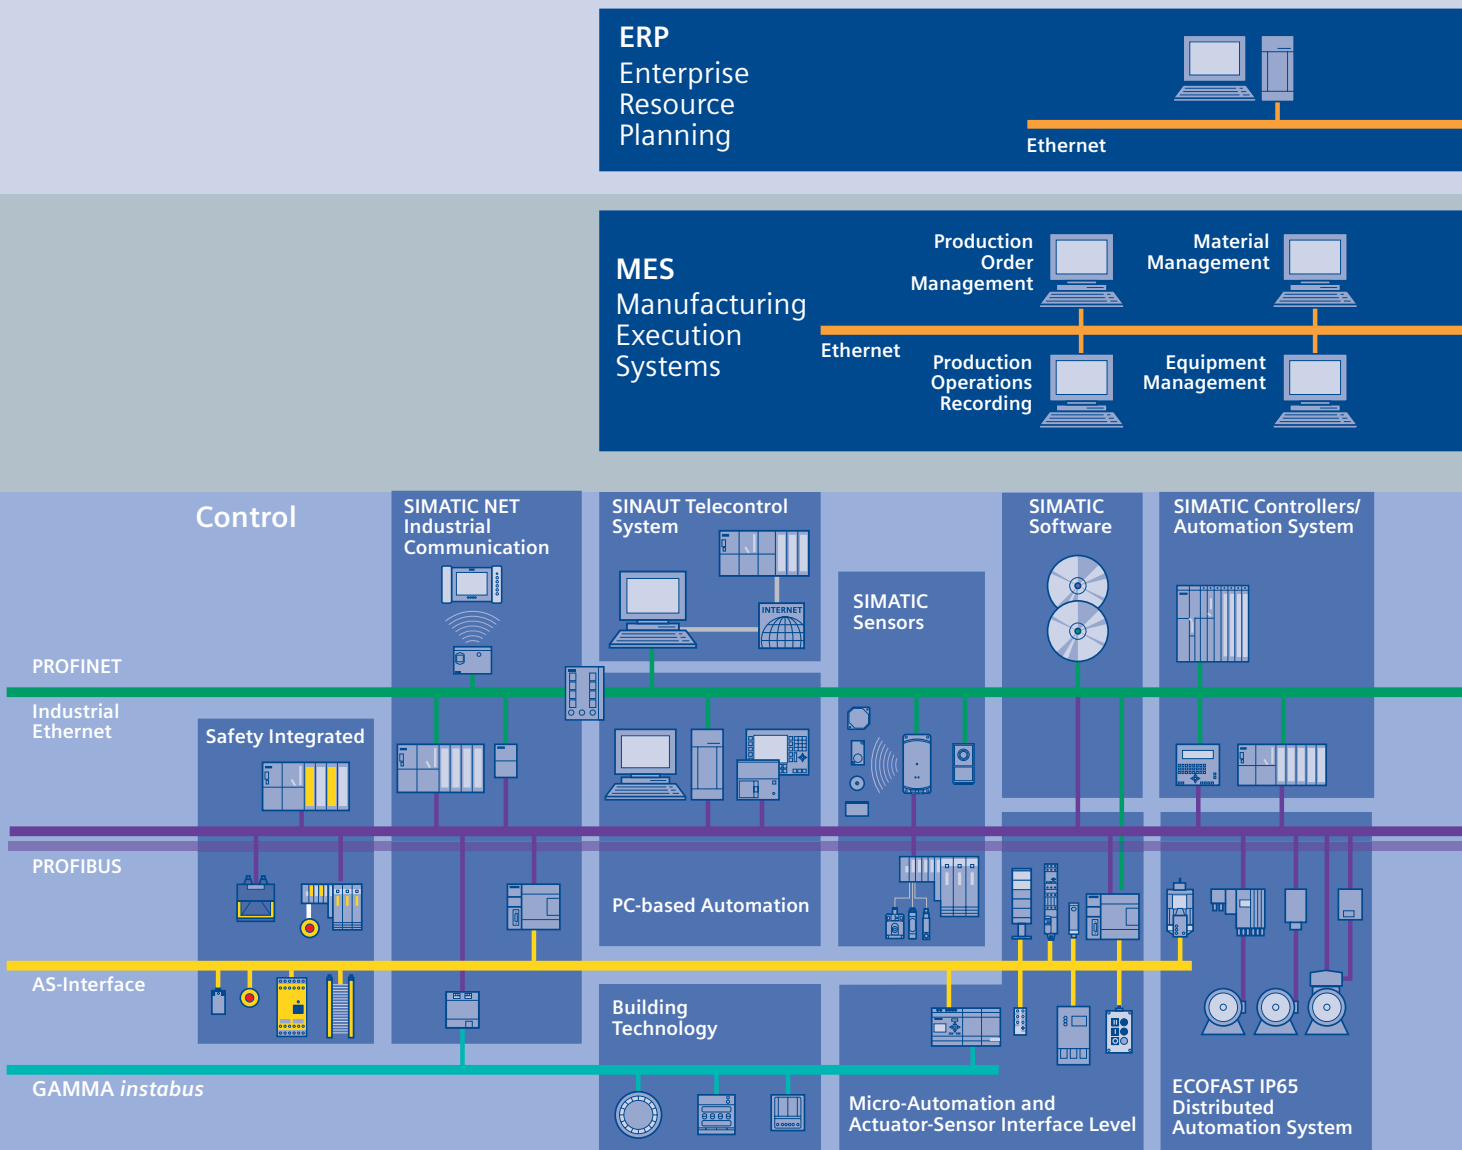 ERP
Enterprise
Resource
Planning
Ethernet
MES
Manufacturing
Execution
Systems
Production
Order
Management
Material
Management
Ethernet
Production
Operations
Recording
Equipment
Management
Control
SIMATIC NET
Industrial
Communication
SINAUT Telecontrol
System
INTERNET
SIMATIC
Sensors
SIMATIC
Software
SIMATIC Controllers/
Automation System
PROFINET
Industrial
Ethernet
Safety Integrated
PROFIBUS
PC-based Automation
AS-Interface
Building
Technology
GAMMA instabus
Micro-Automation and
Actuator-Sensor Interface Level
ECOFAST IP65
Distributed
Automation System